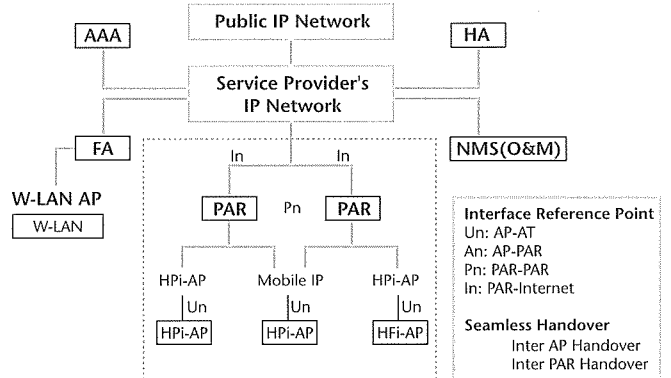 Public IP Network
AAA
HA
Service Provider's
IP Network
FA
NMS(O&M)
In
In
W-LAN AP
W-LAN
PAR
Pn
PAR
HPi-AP
Mobile IP
HPi-AP
Un
Un
Un
HPi-AP
HPi-AP
HFi-AP
Interface Reference Point
Un: AP-AT
An: AP-PAR
Pn: PAR-PAR
In: PAR-Internet
Seamless Handover
Inter AP Handover
Inter PAR Handover